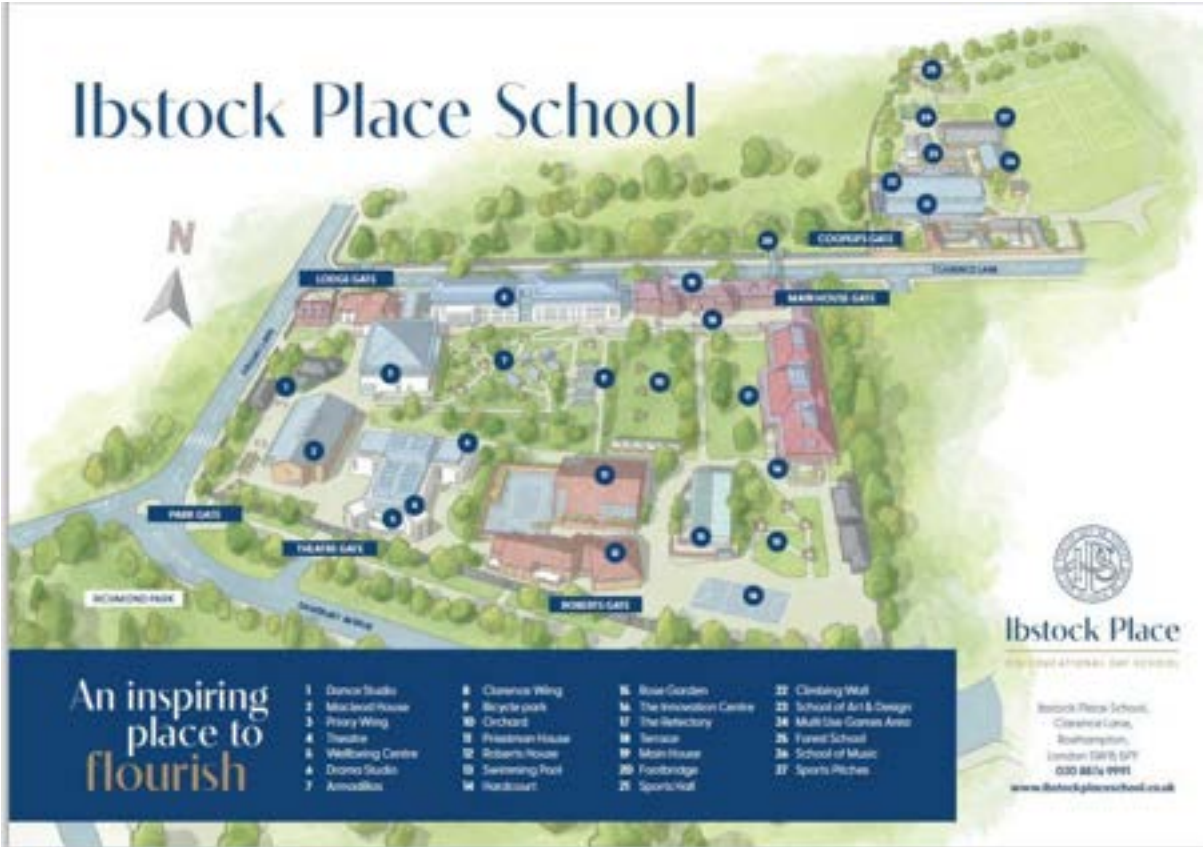 Ibstock Place School
N
LODGE GATE
COOPER'S GATE
CLARENCE LANE
MAIN HOUSE GATE
PARK GATE
THEATRE GATE
ROBERTS GATE
RICHMOND PARK
An inspiring
place to
flourish
1 Dance Studio
2 Macleod House
3 Priory Wing
4 Theatre
5 Wellbeing Centre
6 Drama Studio
7 Armadillos
8 Clarence Wing
9 Bicycle park
10 Orchard
11 Priestman House
12 Roberts House
13 Swimming Pool
14 Hardcourt
15 Rose Garden
16 The Innovation Centre
17 The Refectory
18 Terrace
19 Main House
20 Footbridge
21 Sports Hall
22 Climbing Wall
23 School of Art & Design
24 Multi Use Games Area
25 Forest School
26 School of Music
27 Sports Pitches
Ibstock Place
Ibstock Place School,
Clarence Lane,
Roehampton,
London
www.ibstockplaceschool.co.uk